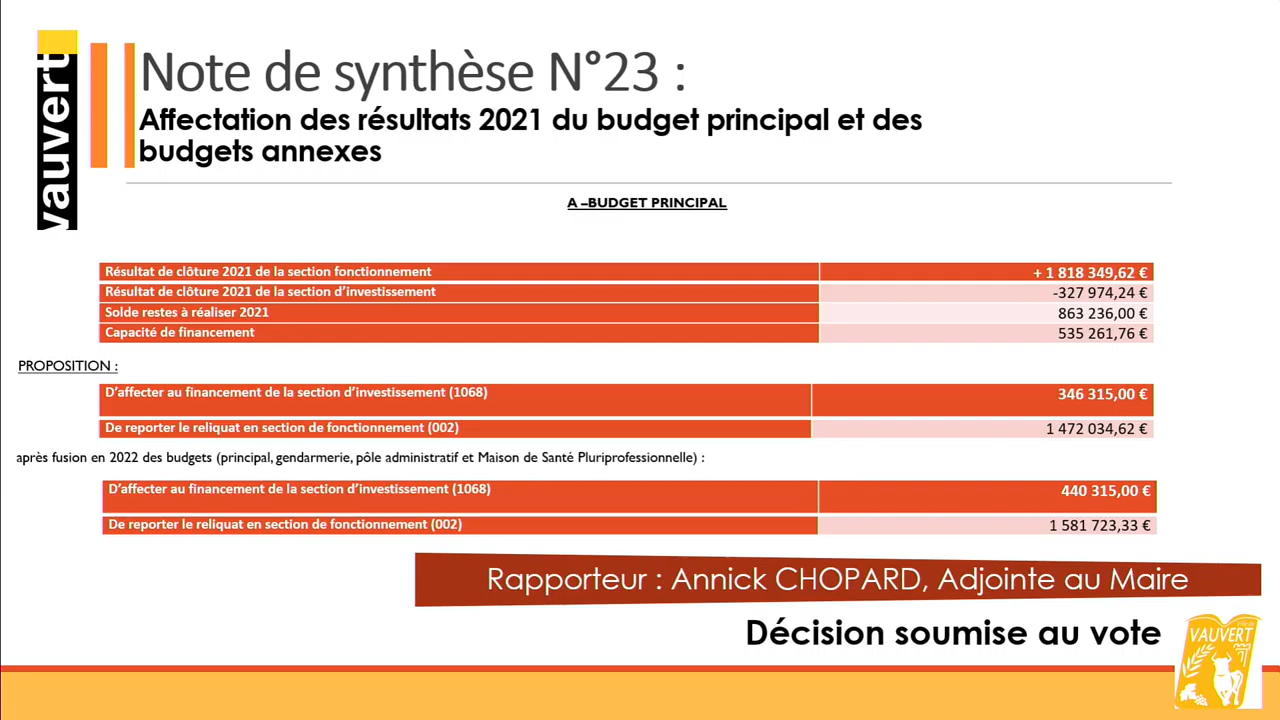 vauvert
Note de synthèse N°23 :
Affectation des résultats 2021 du budget principal et des
budgets annexes
A –BUDGET PRINCIPAL
Résultat de clôture 2021 de la section fonctionnement + 1 818 349,62 €
Résultat de clôture 2021 de la section d’investissement -327 974,24 €
Solde restes à réaliser 2021 863 236,00 €
Capacité de financement 535 261,76 €
PROPOSITION :
D’affecter au financement de la section d’investissement (1068) 346 315,00 €
De reporter le reliquat en section de fonctionnement (002) 1 472 034,62 €
après fusion en 2022 des budgets (principal, gendarmerie, pôle administratif et Maison de Santé Pluriprofessionnelle) :
D’affecter au financement de la section d’investissement (1068) 440 315,00 €
De reporter le reliquat en section de fonctionnement (002) 1 581 723,33 €
Rapporteur : Annick CHOPARD, Adjointe au Maire
Décision soumise au vote
VAUVERT